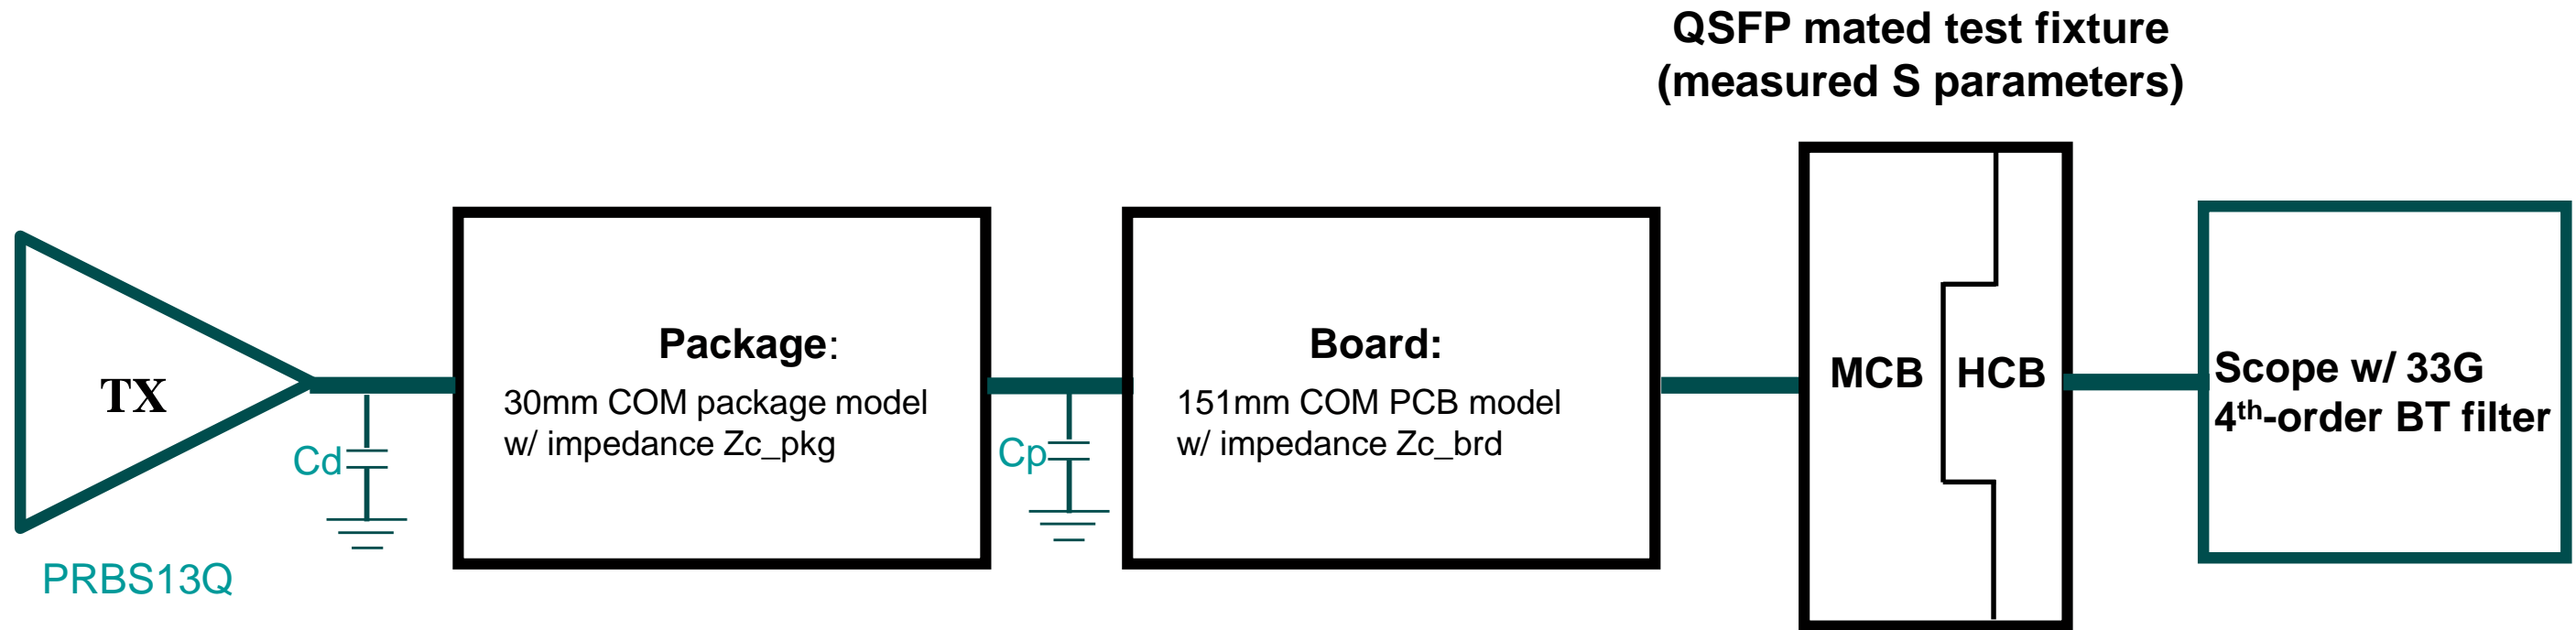 QSFP mated test fixture
(measured S parameters)
TX
PRBS13Q
Cd
Package:
30mm COM package model
w/ impedance Zc_pkg
Cp
Board:
151mm COM PCB model
w/ impedance Zc_brd
MCB
HCB
Scope w/ 33G
4th-order BT filter